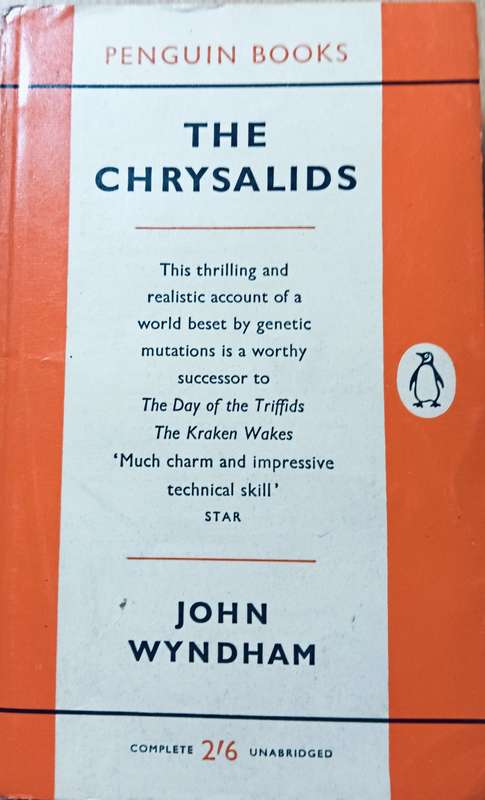 PENGUIN BOOKS
THE
CHRYSALIDS
This thrilling and
realistic account of a
world beset by genetic
mutations is a worthy
successor to
The Day of the Triffids
The Kraken Wakes
‘Much charm and impressive
technical skill’
STAR
JOHN
WYNDHAM
COMPLETE 2/6 UNABRIDGED